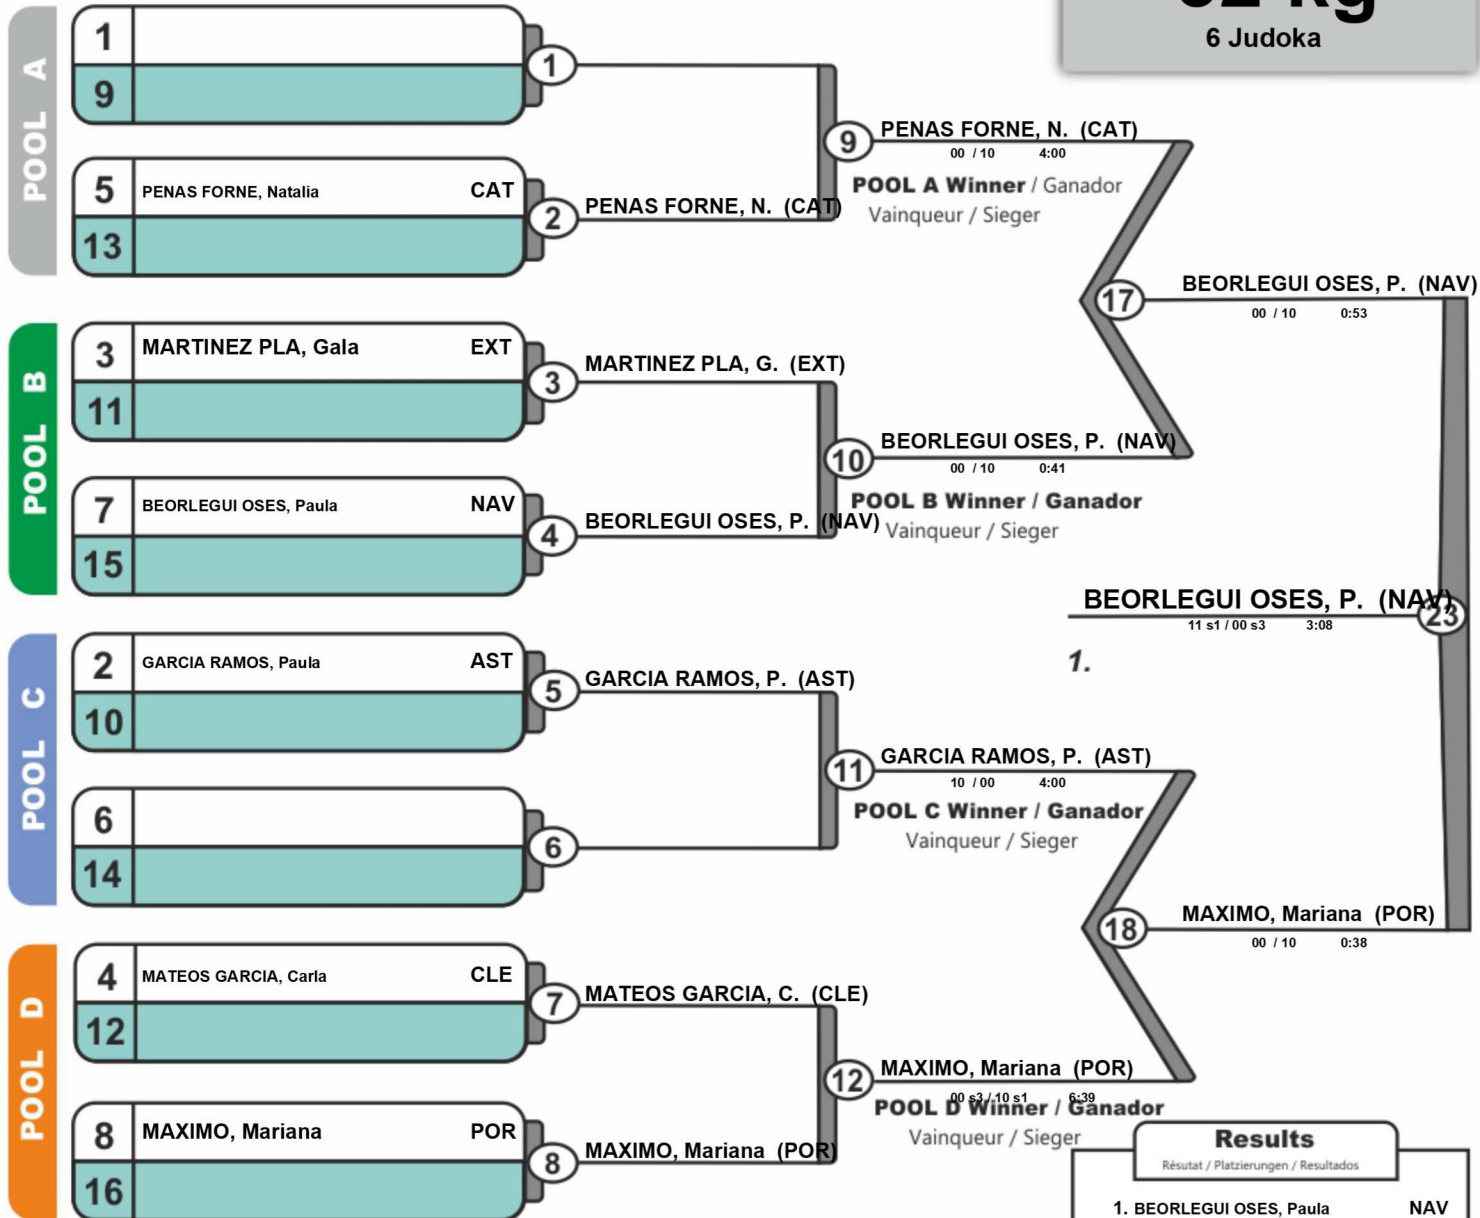 6 Judoka
POOL A
1
9
1
5 PENAS FORNE, Natalia CAT
13
2
PENAS FORNE, N. (CAT)
9
PENAS FORNE, N. (CAT)
00 / 10 4:00
POOL A Winner / Ganador
Vainqueur / Sieger
POOL B
3 MARTINEZ PLA, Gala EXT
11
3
MARTINEZ PLA, G. (EXT)
7 BEORLEGUI OSES, Paula NAV
15
4
BEORLEGUI OSES, P. (NAV)
10
BEORLEGUI OSES, P. (NAV)
00 / 10 0:41
POOL B Winner / Ganador
Vainqueur / Sieger
17
BEORLEGUI OSES, P. (NAV)
00 / 10 0:53
BEORLEGUI OSES, P. (NAV)
23
11 s1 / 00 s3 3:08
1.
POOL C
2 GARCIA RAMOS, Paula AST
10
5
GARCIA RAMOS, P. (AST)
6
14
6
11
GARCIA RAMOS, P. (AST)
10 / 00 4:00
POOL C Winner / Ganador
Vainqueur / Sieger
18
MAXIMO, Mariana (POR)
00 / 10 0:38
POOL D
4 MATEOS GARCIA, Carla CLE
12
7
MATEOS GARCIA, C. (CLE)
8 MAXIMO, Mariana POR
16
8
MAXIMO, Mariana (POR)
12
MAXIMO, Mariana (POR)
00 s3 / 10 s1 6:39
POOL D Winner / Ganador
Vainqueur / Sieger
Results
Résutat / Platzierungen / Resultados
1. BEORLEGUI OSES, Paula NAV